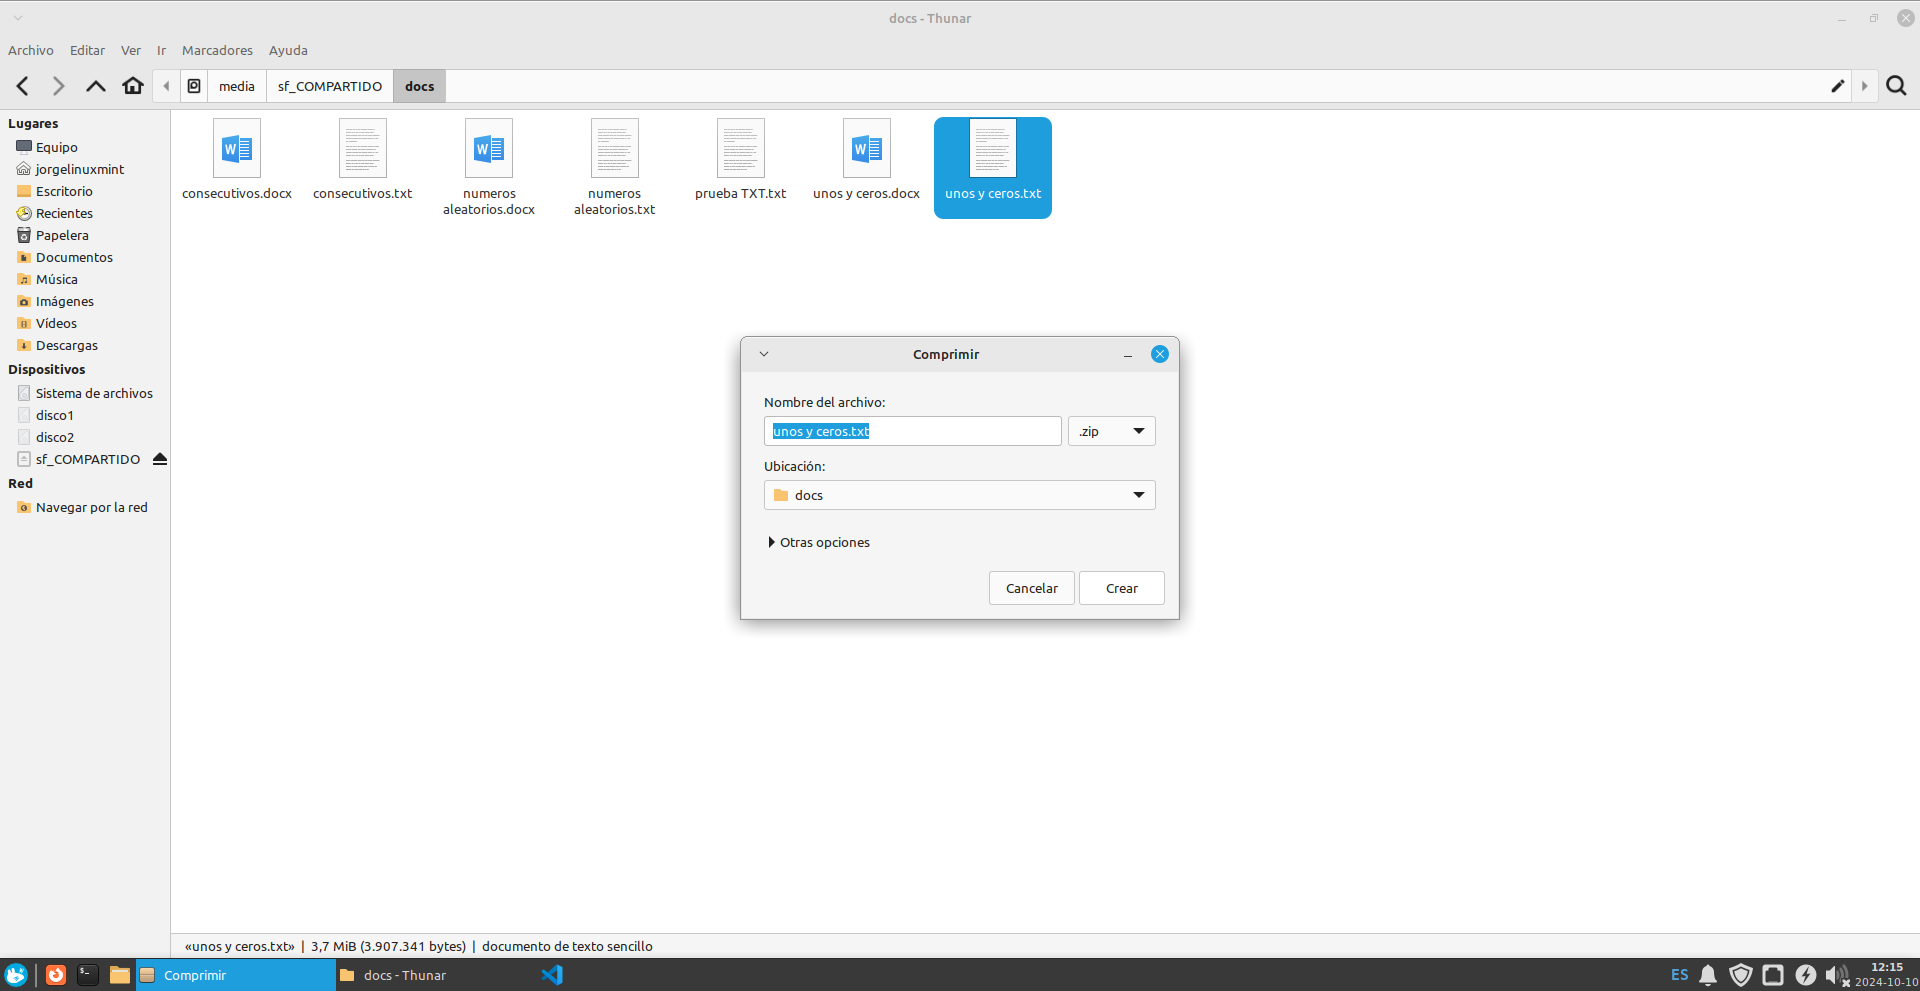 docs - Thunar
Archivo Editar Ver Ir Marcadores Ayuda
media sf_COMPARTIDO docs
Lugares
Equipo
jorgelinuxmint
Escritorio
Recientes
Papelera
Documentos
Música
Imágenes
Vídeos
Descargas
Dispositivos
Sistema de archivos
disco1
disco2
sf_COMPARTIDO
Red
Navegar por la red
consecutivos.docx
consecutivos.txt
numeros
aleatorios.docx
numeros
aleatorios.txt
prueba TXT.txt
unos y ceros.docx
unos y ceros.txt
Comprimir
Nombre del archivo:
unos y ceros.txt .zip
Ubicación:
docs
Otras opciones
Cancelar Crear
«unos y ceros.txt» | 3,7 MiB (3.907.341 bytes) | documento de texto sencillo
Comprimir docs - Thunar ES
12:15
2024-10-10